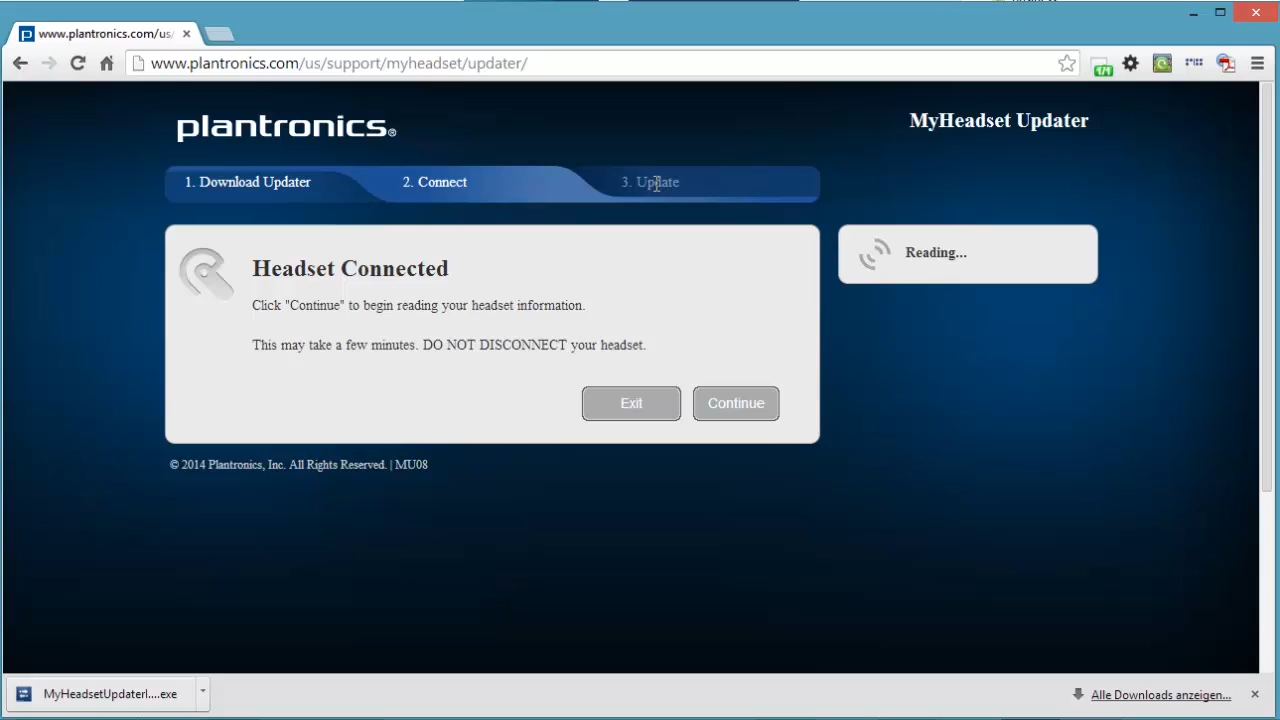 www.plantronics.com/us/
www.plantronics.com/us/support/myheadset/updater/
plantronics®
MyHeadset Updater
1. Download Updater
2. Connect
3. Update
Headset Connected
Click "Continue" to begin reading your headset information.
This may take a few minutes. DO NOT DISCONNECT your headset.
Exit
Continue
Reading...
© 2014 Plantronics, Inc. All Rights Reserved. | MU08
MyHeadsetUpdaterI....exe
Alle Downloads anzeigen...